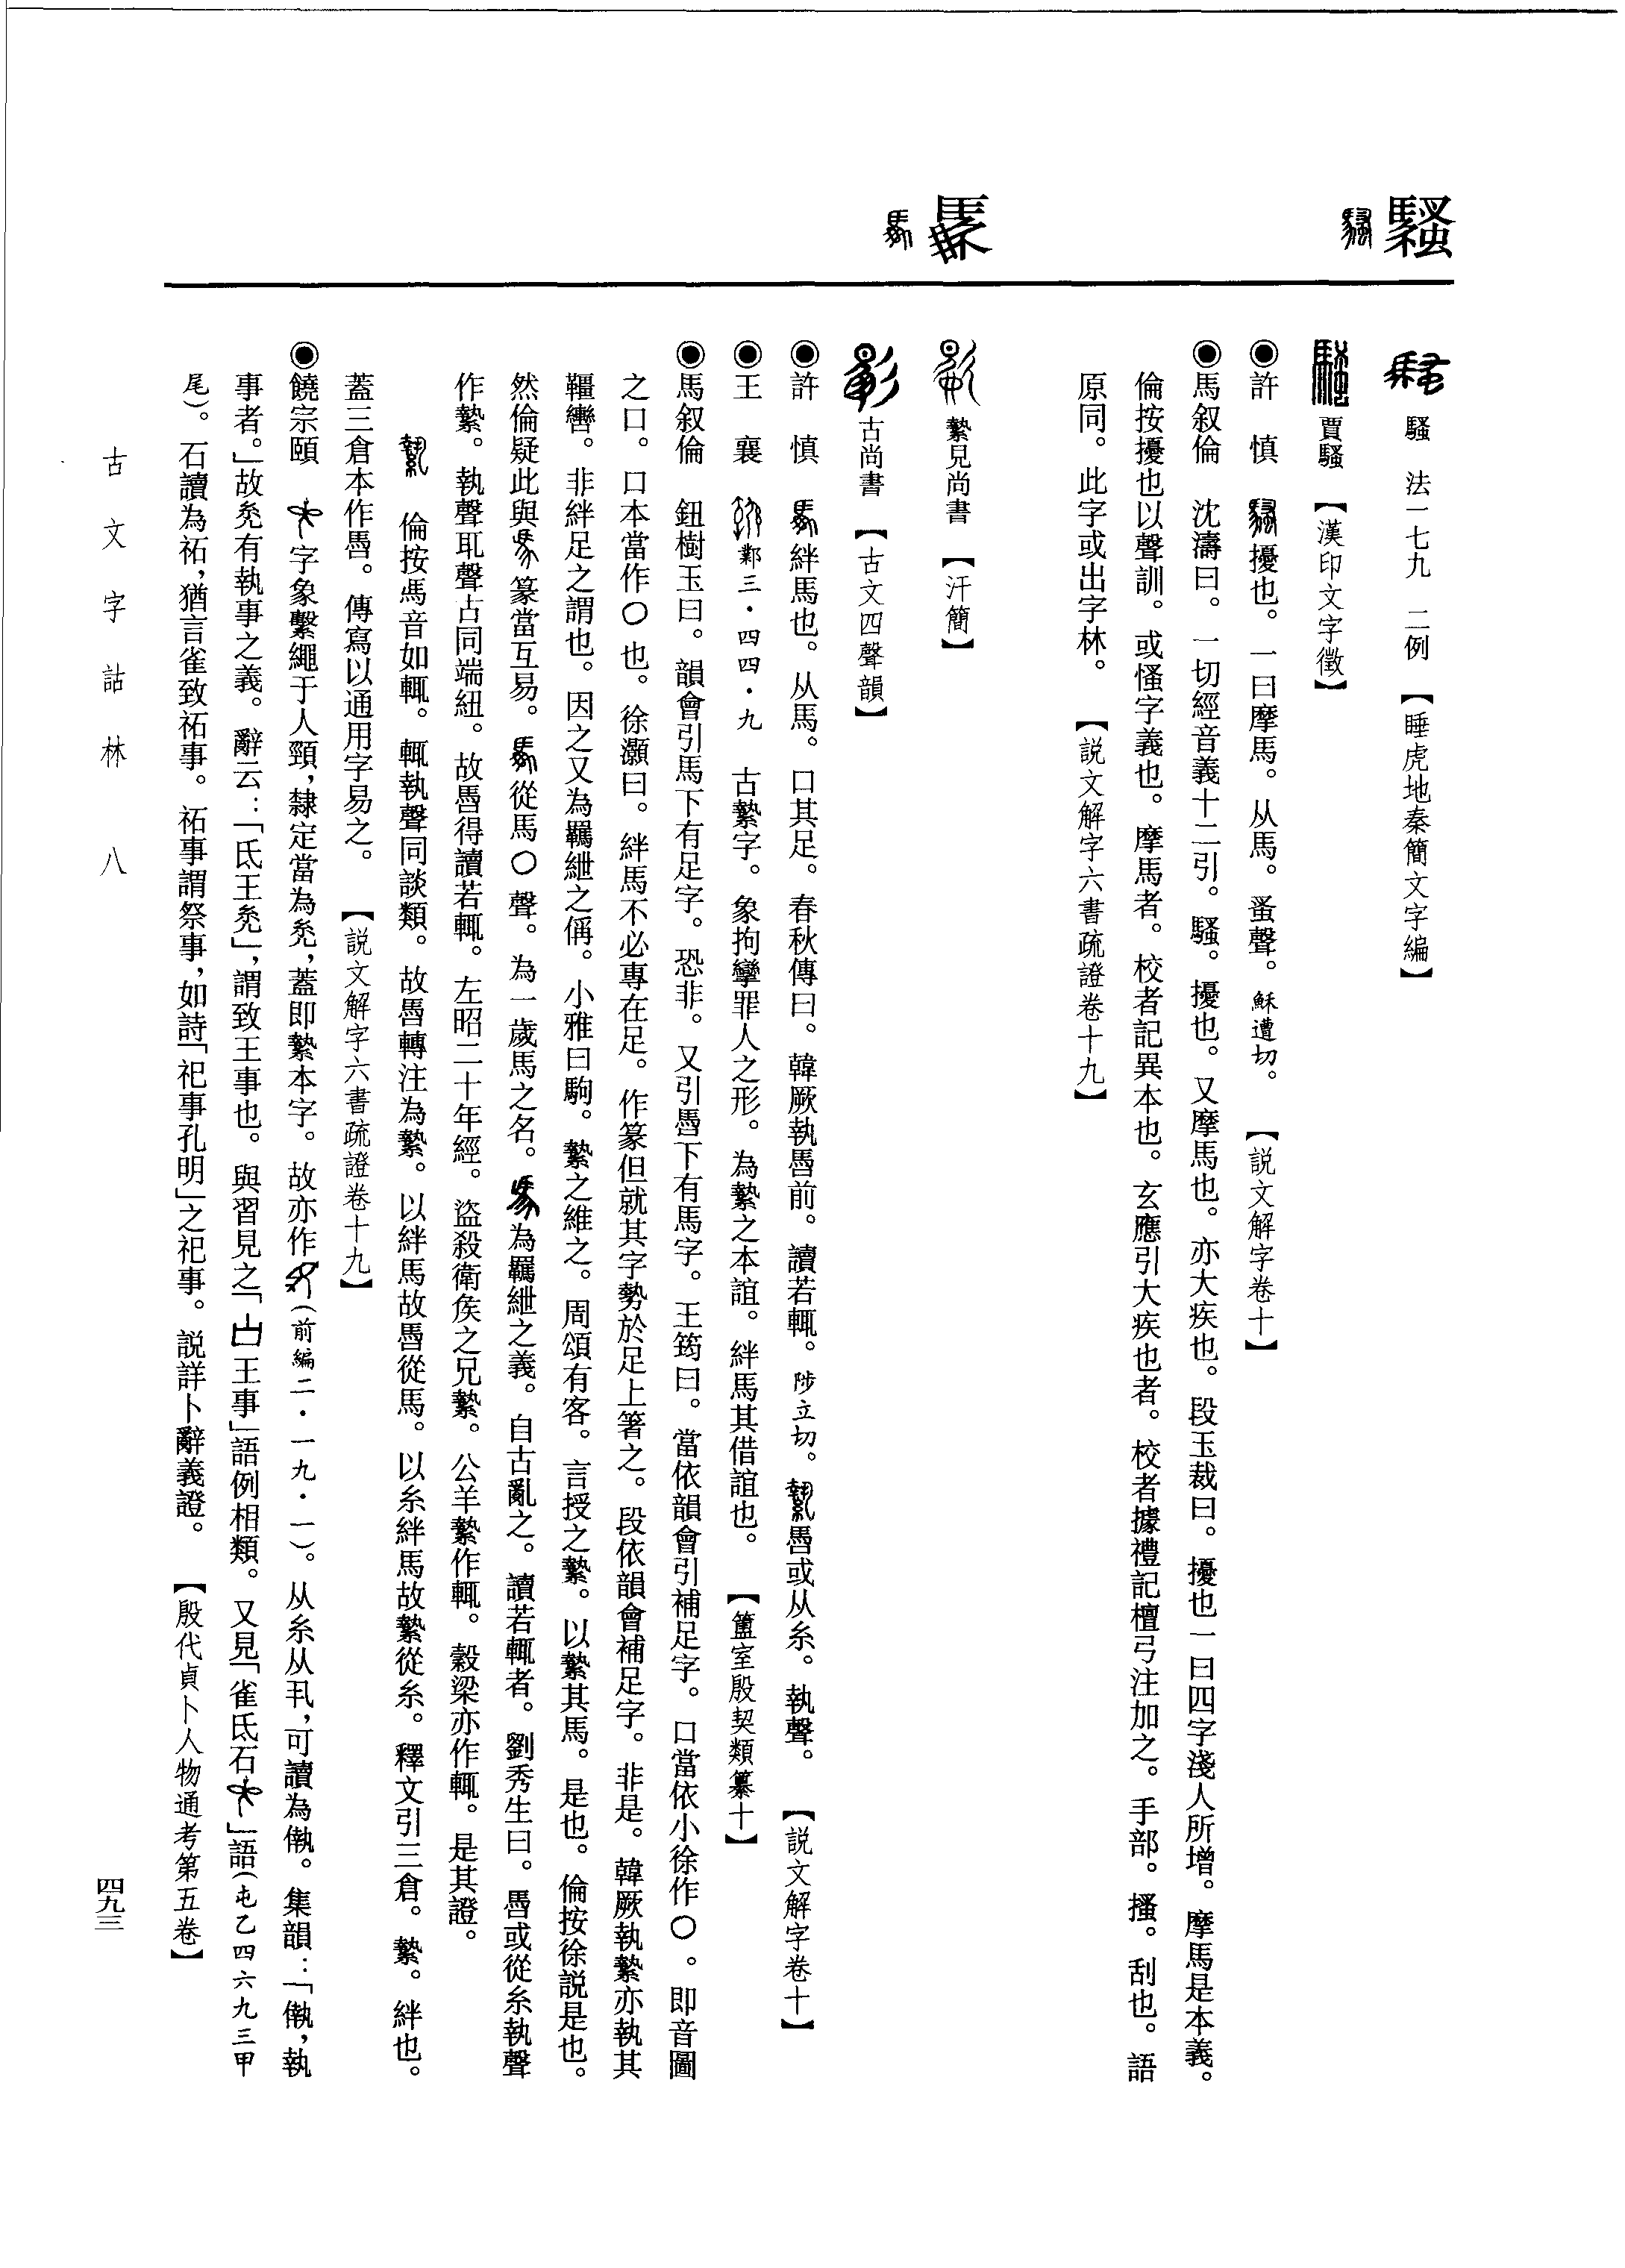 騷
騷　法一七九　二例　【睡虎地秦簡文字編】
賈騷　【漢印文字徵】
◉許　慎　擾也。一曰摩馬。从馬。蚤聲。穌遭切。　【説文解字卷十】
◉馬叙倫　沈濤曰。一切經音義十二引。騷。擾也。又摩馬也。亦大疾也。段玉裁曰。擾也一曰四字淺人所增。摩馬是本義。
倫按擾也以聲訓。或慅字義也。摩馬者。校者記異本也。玄應引大疾也者。校者據禮記檀弓注加之。手部。搔。刮也。語
原同。此字或出字林。　【説文解字六書疏證卷十九】
縶見尚書　【汗簡】
古尚書　【古文四聲韻】
◉許　慎　絆馬也。从馬。口其足。春秋傳曰。韓厥執馽前。讀若輒。陟立切。馽或从糸。執聲。　【説文解字卷十】
◉王　襄　鄴三・四四・九　古縶字。象拘攣罪人之形。為縶之本誼。絆馬其借誼也。　【簠室殷契類纂十】
◉馬叙倫　鈕樹玉曰。韻會引馬下有足字。恐非。又引馽下有馬字。王筠曰。當依韻會引補足字。口當依小徐作〇。即音圖
之口。口本當作〇也。徐灝曰。絆馬不必專在足。作篆但就其字勢於足上箸之。段依韻會補足字。非是。韓厥執縶亦執其
韁轡。非絆足之謂也。因之又為羈紲之偁。小雅曰駒。縶之維之。周頌有客。言授之縶。以縶其馬。是也。倫按徐説是也。
然倫疑此與篆當互易。從馬〇聲。為一歲馬之名。為羈紲之義。自古亂之。讀若輒者。劉秀生曰。馽或從糸執聲
作縶。執聲耴聲古同端紐。故馽得讀若輒。左昭二十年經。盜殺衛矦之兄縶。公羊縶作輒。穀梁亦作輒。是其證。
倫按馮音如輒。輒執聲同談類。故馽轉注為縶。以絆馬故馽從馬。以糸絆馬故縶從糸。釋文引三倉。縶。絆也。
蓋三倉本作馽。傳寫以通用字易之。　【説文解字六書疏證卷十九】
◉饒宗頤　字象繫繩于人頸，隸定當為，蓋即縶本字。故亦作（前編二・一九・一）。从糸从丮，可讀為㑙。集韻：「㑙，執
事者。」故有執事之義。辭云：「氐王」，謂致王事也。與習見之「王事」語例相類。又見「雀氐石」語（屯乙四六九三甲
尾）。石讀為祏，猶言雀致祏事。祏事謂祭事，如詩「祀事孔明」之祀事。説詳卜辭義證。　【殷代貞卜人物通考第五卷】
古文字詁林　八
四九三